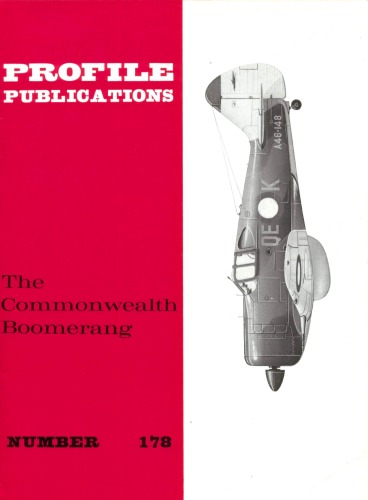 PROFILE
PUBLICATIONS
A46-148
QE K
The
Commonwealth
Boomerang
NUMBER 178